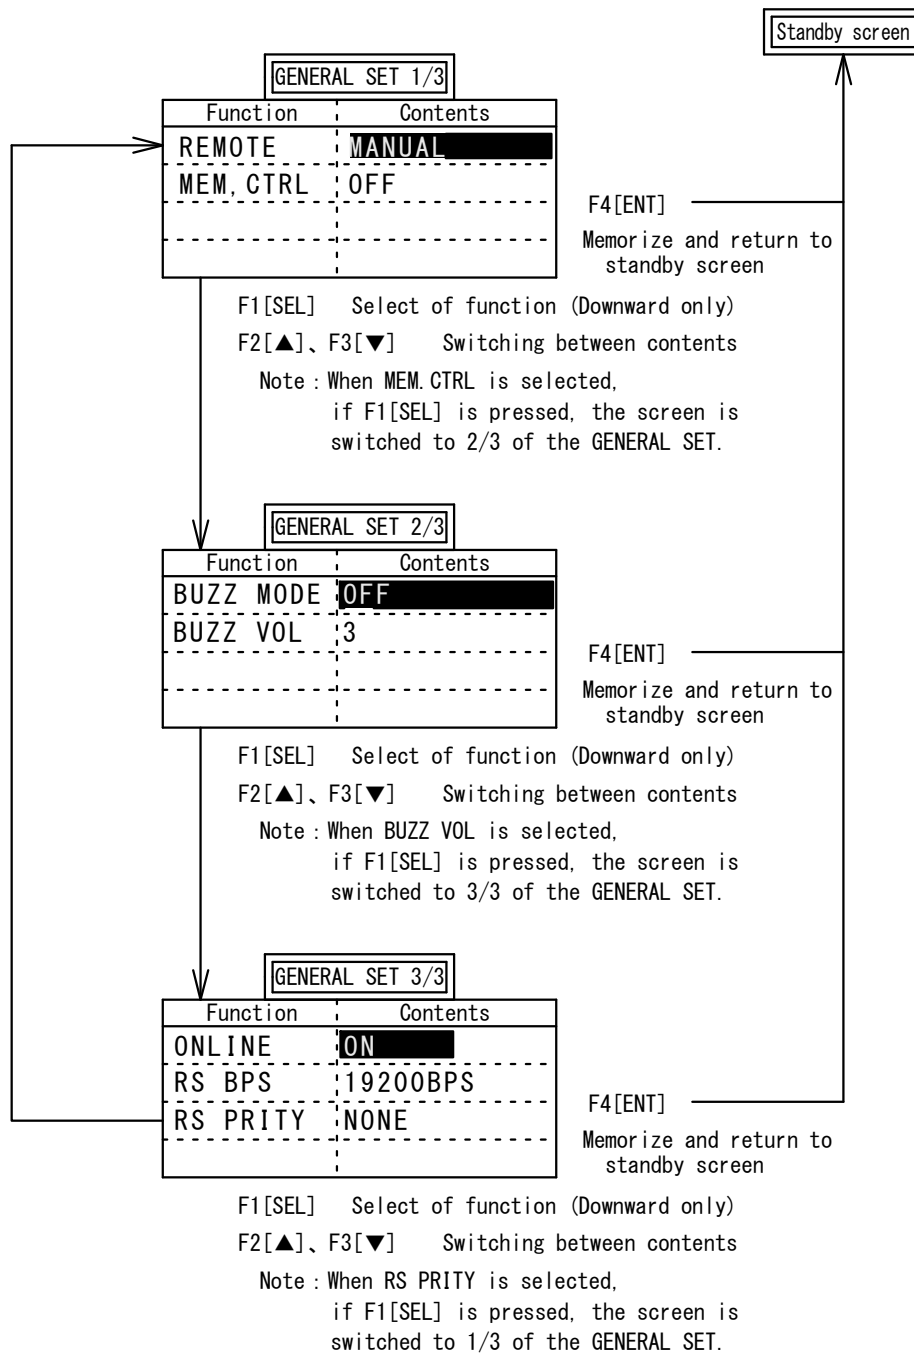 Standby screen
GENERAL SET 1/3
Function Contents
REMOTE MANUAL
MEM.CTRL OFF
F4[ENT]
Memorize and return to
standby screen
F1[SEL] Select of function (Downward only)
F2[▲]、F3[▼] Switching between contents
Note：When MEM.CTRL is selected,
if F1[SEL] is pressed, the screen is
switched to 2/3 of the GENERAL SET.
GENERAL SET 2/3
Function Contents
BUZZ MODE OFF
BUZZ VOL 3
F4[ENT]
Memorize and return to
standby screen
F1[SEL] Select of function (Downward only)
F2[▲]、F3[▼] Switching between contents
Note：When BUZZ VOL is selected,
if F1[SEL] is pressed, the screen is
switched to 3/3 of the GENERAL SET.
GENERAL SET 3/3
Function Contents
ONLINE ON
RS BPS 19200BPS
RS PRITY NONE
F4[ENT]
Memorize and return to
standby screen
F1[SEL] Select of function (Downward only)
F2[▲]、F3[▼] Switching between contents
Note：When RS PRITY is selected,
if F1[SEL] is pressed, the screen is
switched to 1/3 of the GENERAL SET.